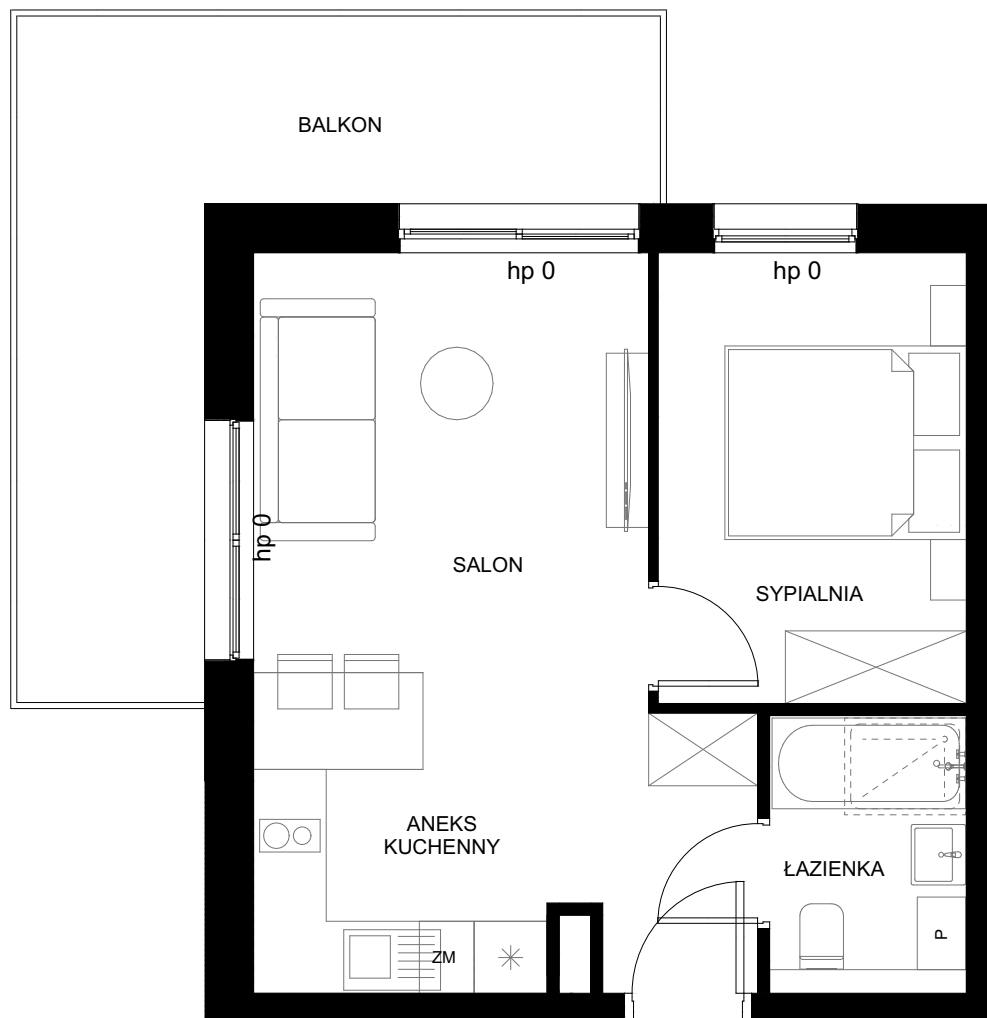 BALKON
hp 0
hp 0
hp 0
SALON
SYPIALNIA
ANEKS
KUCHENNY
ŁAZIENKA
P
ZM